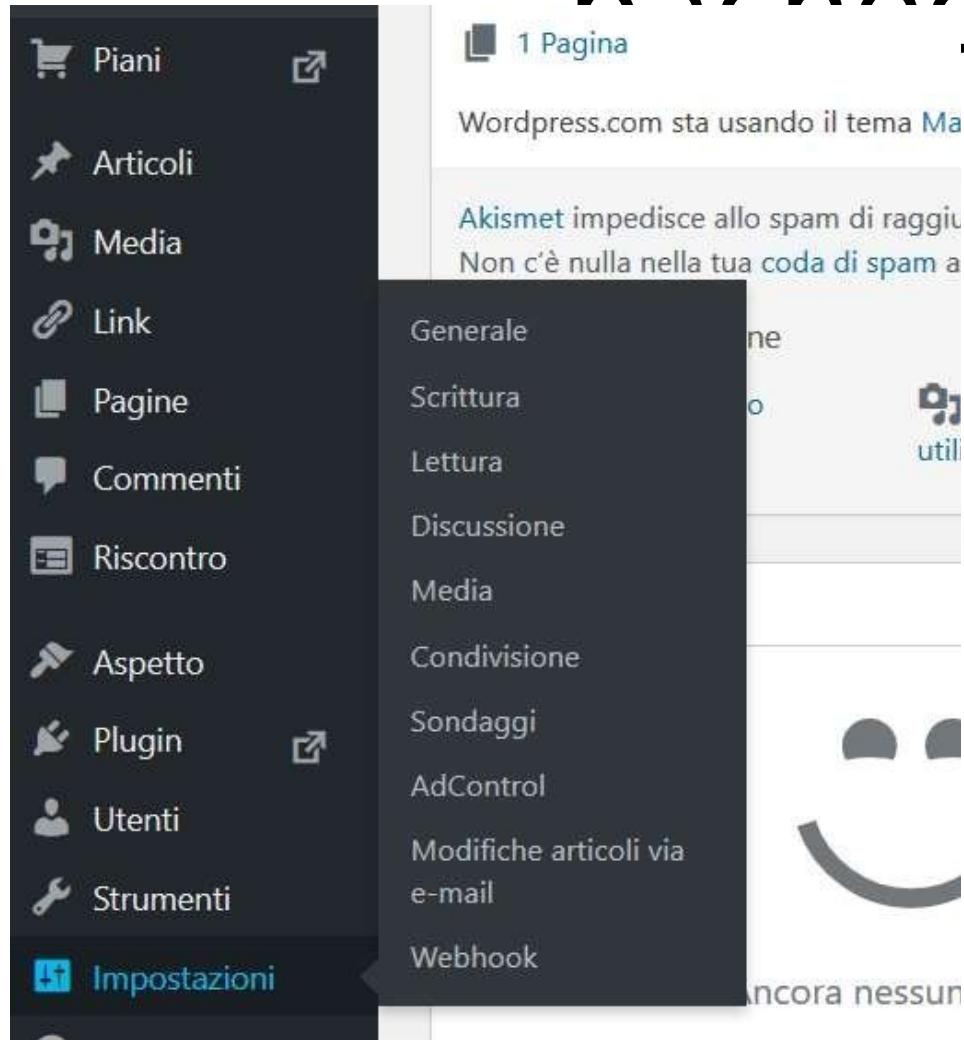 Piani
Articoli
Media
Link
Pagine
Commenti
Riscontro
Aspetto
Plugin
Utenti
Strumenti
Impostazioni
Generale
Scrittura
Lettura
Discussione
Media
Condivisione
Sondaggi
AdControl
Modifiche articoli via
e-mail
Webhook
1 Pagina
Wordpress.com sta usando il tema Ma
Akismet impedisce allo spam di raggiu
Non c'è nulla nella tua coda di spam a
ne
o
utili
ncora nessun